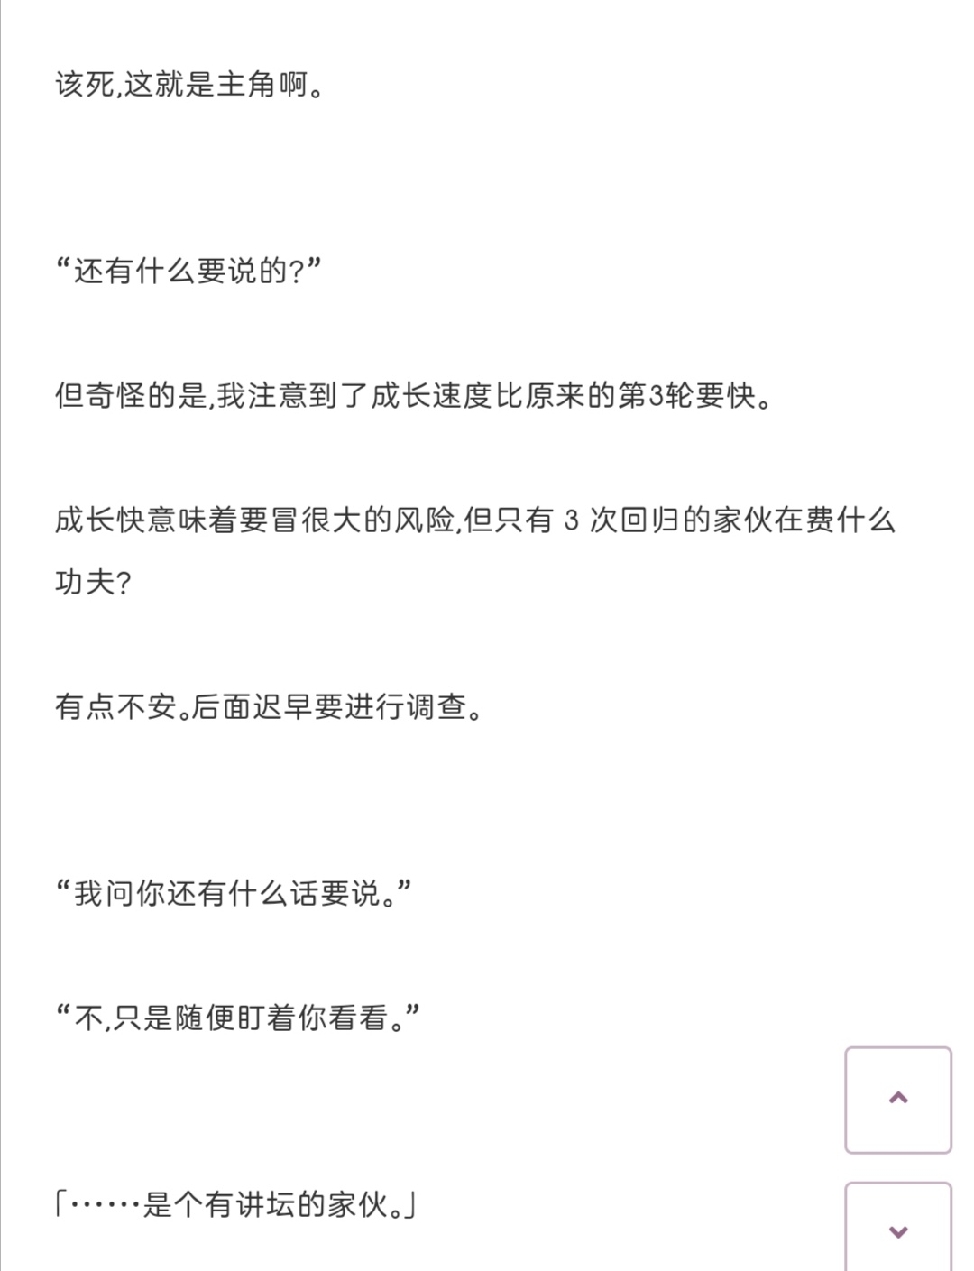 该死,这就是主角啊。
“还有什么要说的?”
但奇怪的是,我注意到了成长速度比原来的第3轮要快。
成长快意味着要冒很大的风险,但只有 3 次回归的家伙在费什么
功夫?
有点不安。后面迟早要进行调查。
“我问你还有什么话要说。”
“不,只是随便盯着你看看。”
「……是个有讲坛的家伙。」